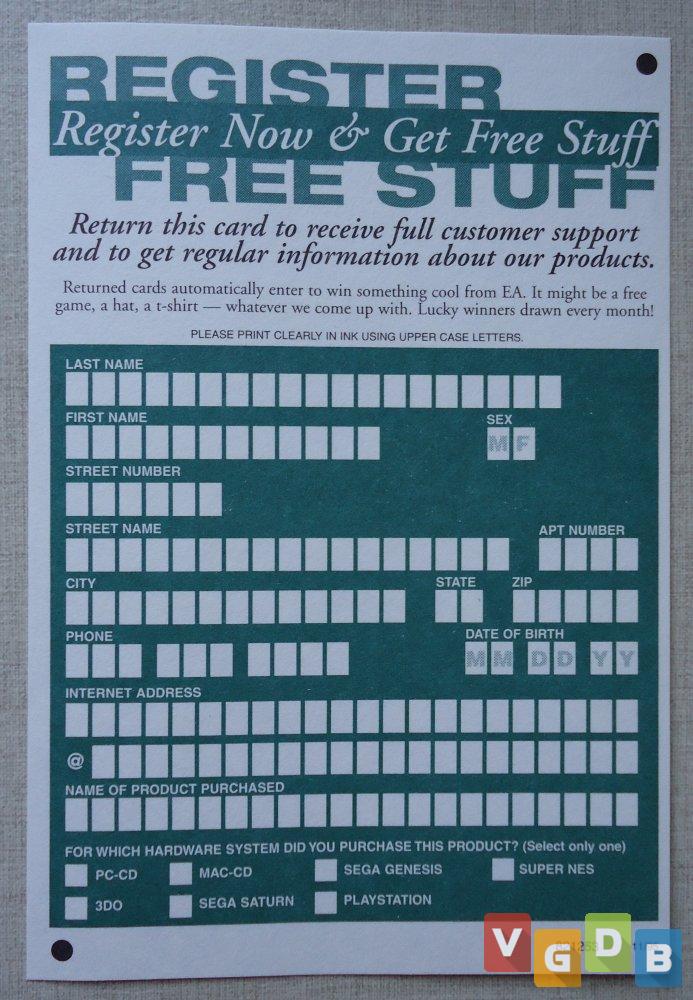 REGISTER
Register Now & Get Free Stuff
FREE STUFF
Return this card to receive full customer support
and to get regular information about our products.
Returned cards automatically enter to win something cool from EA. It might be a free
game, a hat, a t-shirt — whatever we come up with. Lucky winners drawn every month!
PLEASE PRINT CLEARLY IN INK USING UPPER CASE LETTERS.
LAST NAME
FIRST NAME SEX
M F
STREET NUMBER
STREET NAME APT NUMBER
CITY STATE ZIP
PHONE DATE OF BIRTH
MM DD YY
INTERNET ADDRESS
@
NAME OF PRODUCT PURCHASED
FOR WHICH HARDWARE SYSTEM DID YOU PURCHASE THIS PRODUCT? (Select only one)
PC-CD MAC-CD SEGA GENESIS SUPER NES
3DO SEGA SATURN PLAYSTATION
VGDB